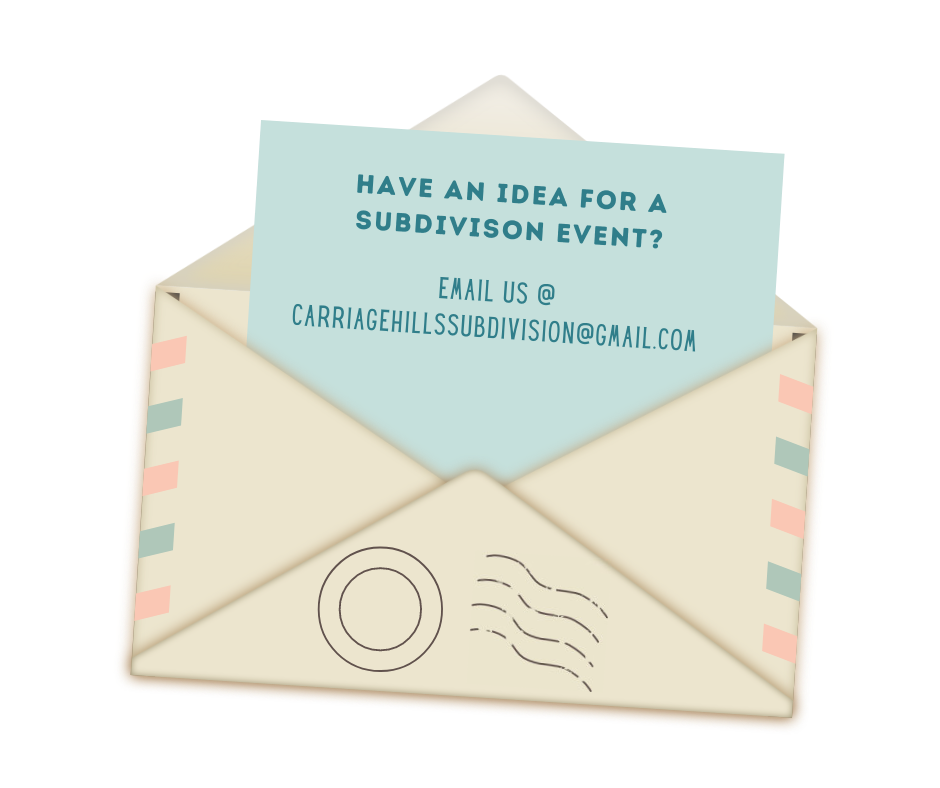 HAVE AN IDEA FOR A
SUBDIVISON EVENT?
EMAIL US @
CARRIAGEHILLSSUBDIVISION@GMAIL.COM